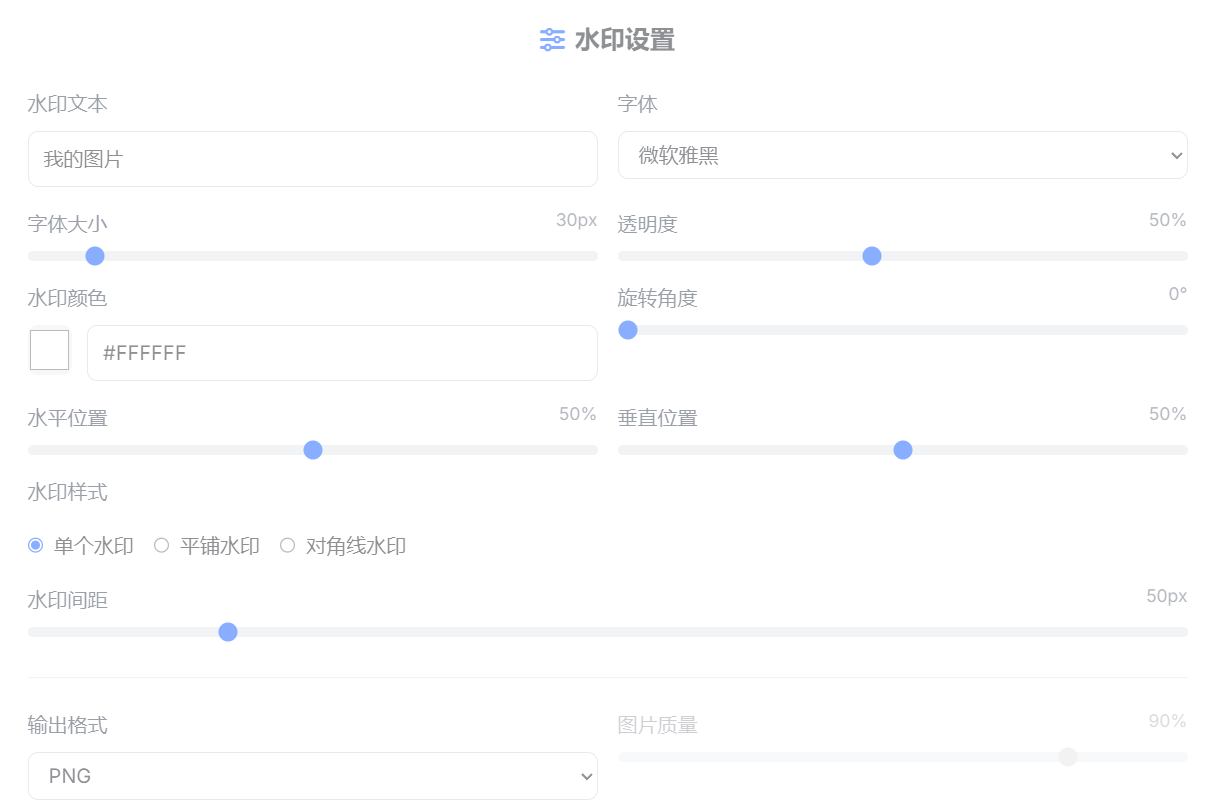 水印设置
水印文本
字体
我的图片
微软雅黑
字体大小 30px
透明度 50%
水印颜色
旋转角度 0°
#FFFFFF
水平位置 50%
垂直位置 50%
水印样式
单个水印 平铺水印 对角线水印
水印间距 50px
输出格式
图片质量 90%
PNG